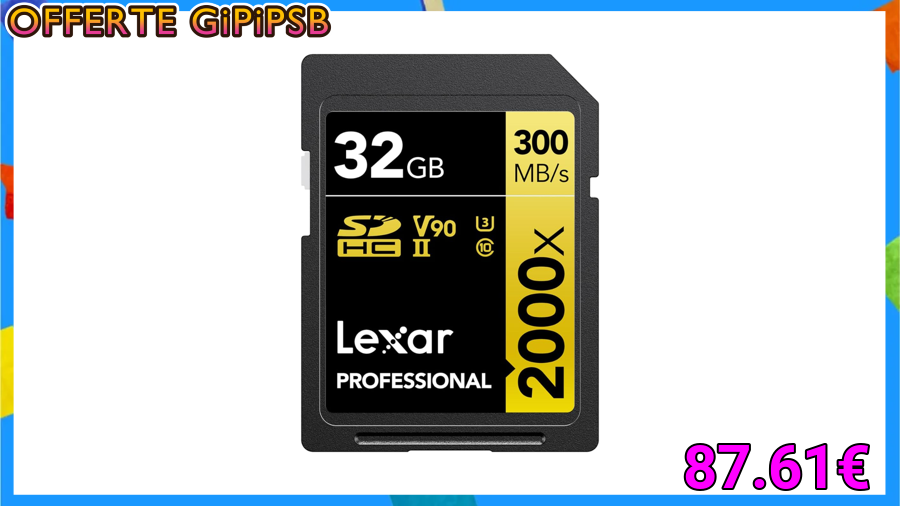 OFFERTE GiPiPSB
32GB
300
MB/s
SD
HC
V90
II
3
10
2000x
Lexar
PROFESSIONAL
87.61€